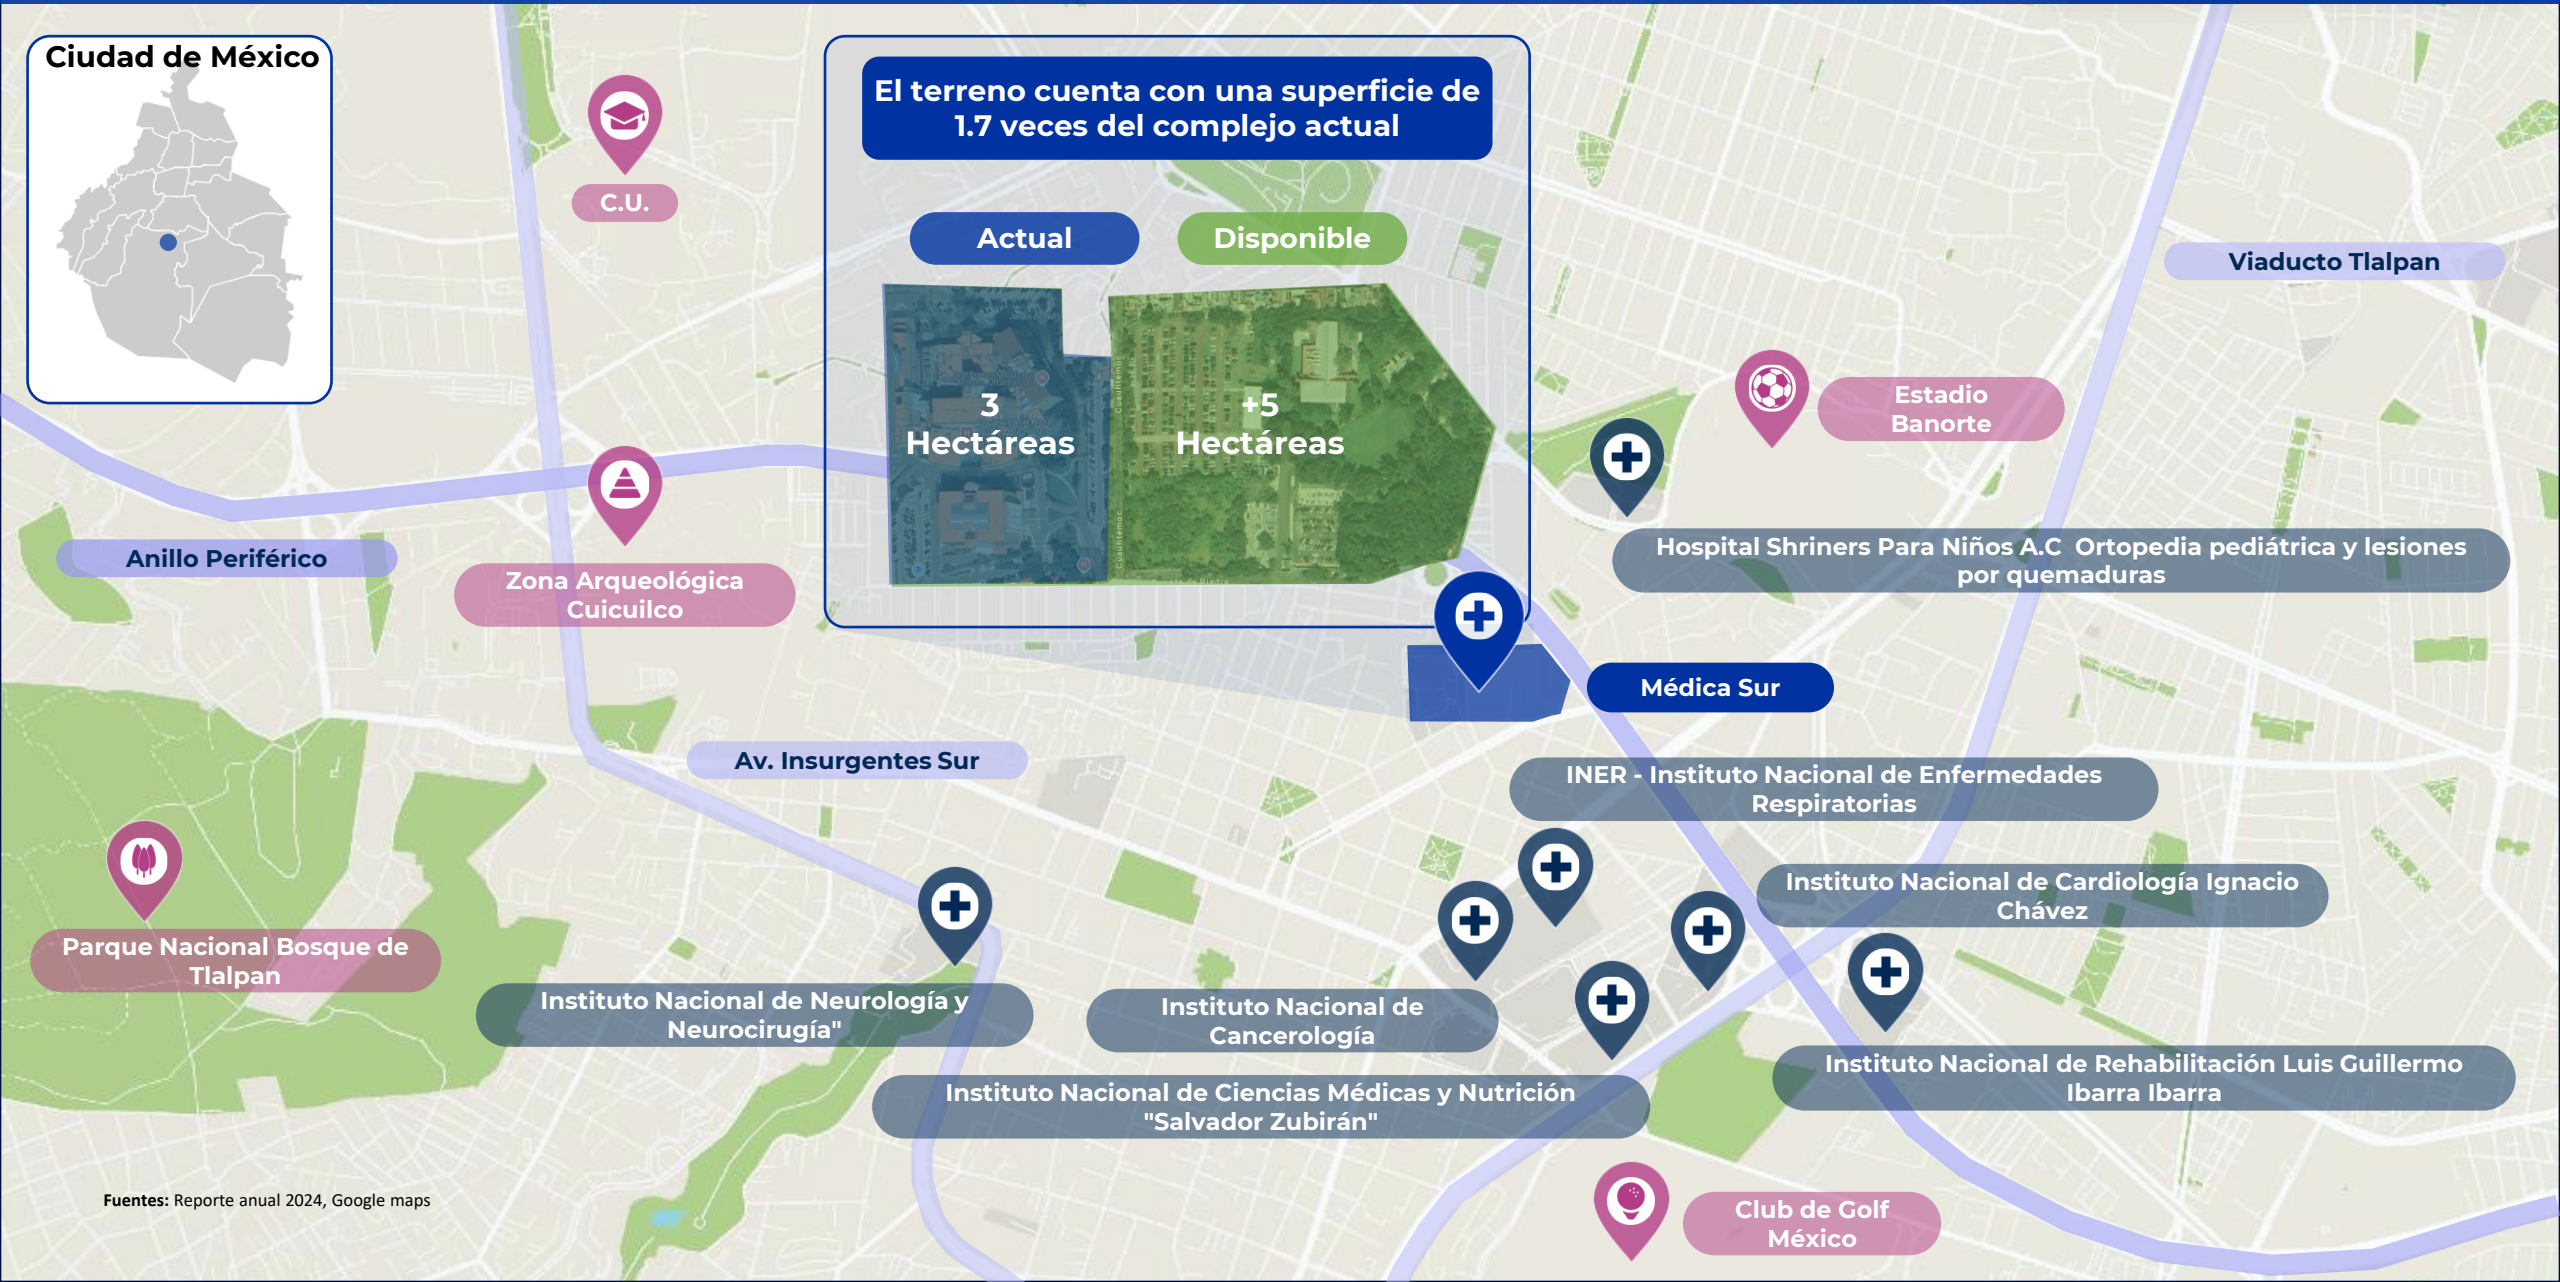 Ciudad de México
El terreno cuenta con una superficie de
1.7 veces del complejo actual
C.U.
Actual
Disponible
Viaducto Tlalpan
3
Hectáreas
+5
Hectáreas
Cuauhtémoc
Cuauhtémoc
Estadio
Banorte
Anillo Periférico
Zona Arqueológica
Cuicuilco
Hospital Shriners Para Niños A.C  Ortopedia pediátrica y lesiones
por quemaduras
Médica Sur
Av. Insurgentes Sur
INER - Instituto Nacional de Enfermedades
Respiratorias
Instituto Nacional de Cardiología Ignacio
Chávez
Parque Nacional Bosque de
Tlalpan
Instituto Nacional de Neurología y
Neurocirugía"
Instituto Nacional de
Cancerología
Instituto Nacional de Rehabilitación Luis Guillermo
Ibarra Ibarra
Instituto Nacional de Ciencias Médicas y Nutrición
"Salvador Zubirán"
Club de Golf
México
Fuentes: Reporte anual 2024, Google maps